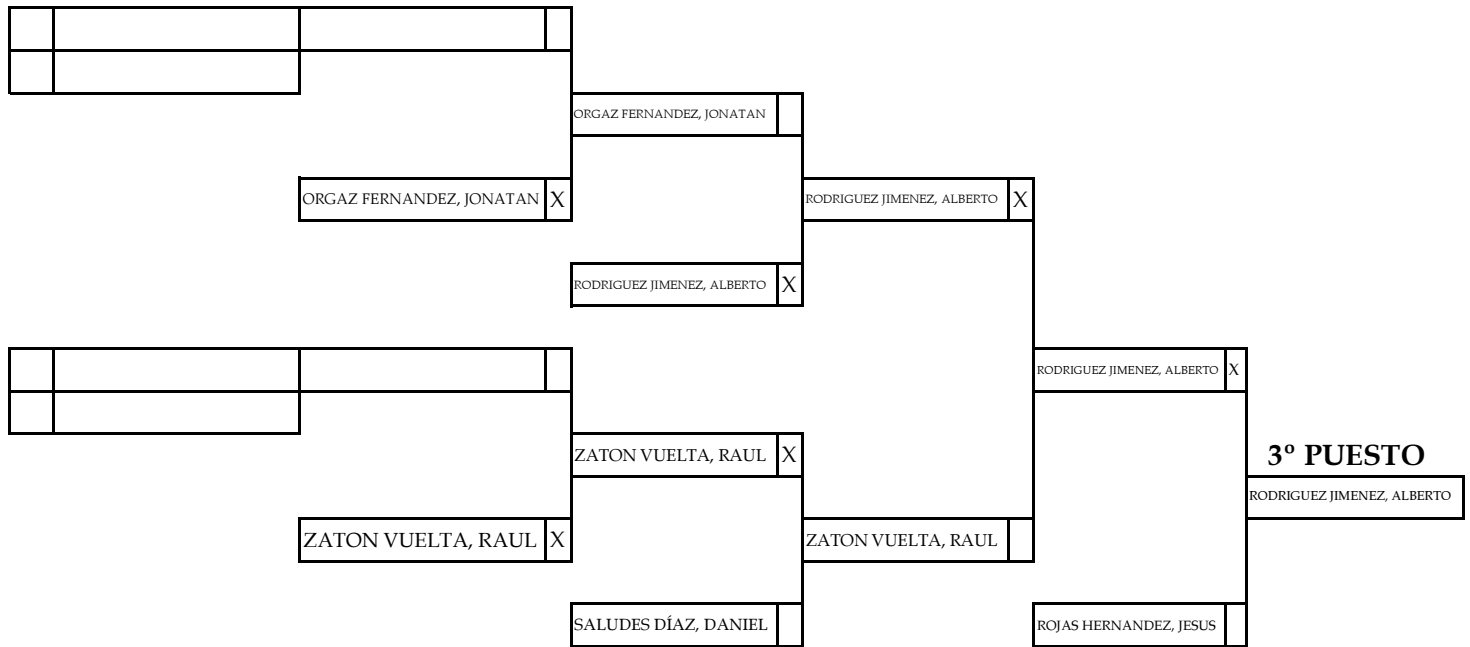 ORGAZ FERNANDEZ, JONATAN
ORGAZ FERNANDEZ, JONATAN X
RODRIGUEZ JIMENEZ, ALBERTO X
RODRIGUEZ JIMENEZ, ALBERTO X
RODRIGUEZ JIMENEZ, ALBERTO X
ZATON VUELTA, RAUL X
3º PUESTO
RODRIGUEZ JIMENEZ, ALBERTO
ZATON VUELTA, RAUL X
ZATON VUELTA, RAUL
SALUDES DÍAZ, DANIEL
ROJAS HERNANDEZ, JESUS